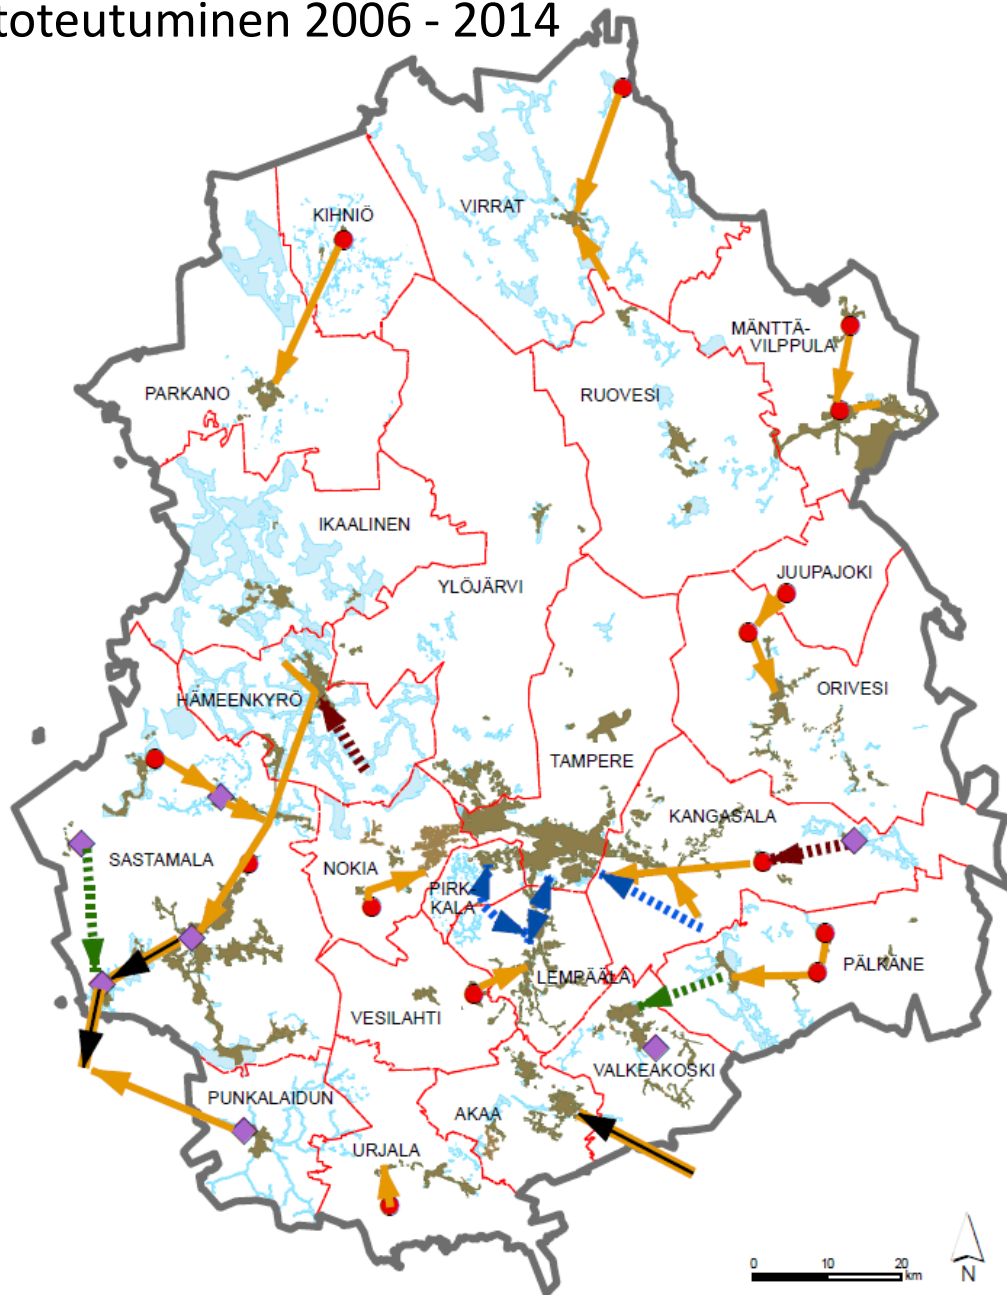 toteutuminen 2006 - 2014
VIRRAT
KIHNIÖ
MÄNTTÄ-
VILPPULA
PARKANO
RUOVESI
IKAALINEN
JUUPAJOKI
YLÖJÄRVI
ORIVESI
HÄMEENKYRÖ
TAMPERE
KANGASALA
SASTAMALA
NOKIA
PIRK-
KALA
LEMPÄÄLÄ
PÄLKÄNE
VESILAHTI
VALKEAKOSKI
PUNKALAIDUN
AKAA
URJALA
0 10 20
km
N